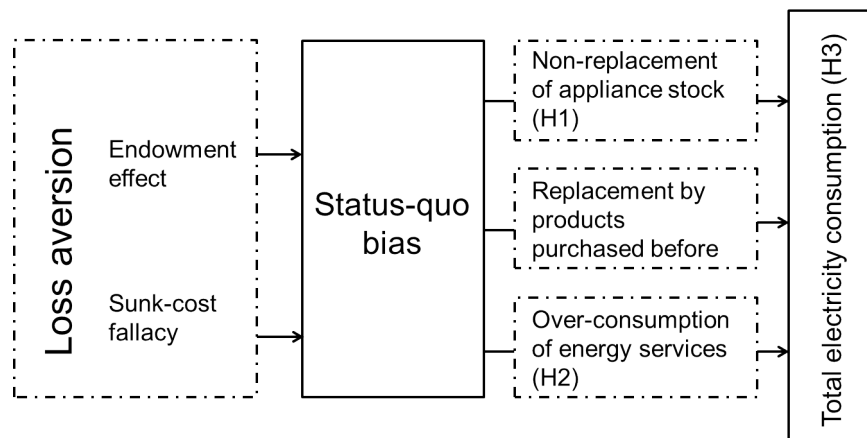 Loss aversion
Endowment
effect
Sunk-cost
fallacy
Status-quo
bias
Non-replacement
of appliance stock
(H1)
Replacement by
products
purchased before
Over-consumption
of energy services
(H2)
Total electricity consumption (H3)